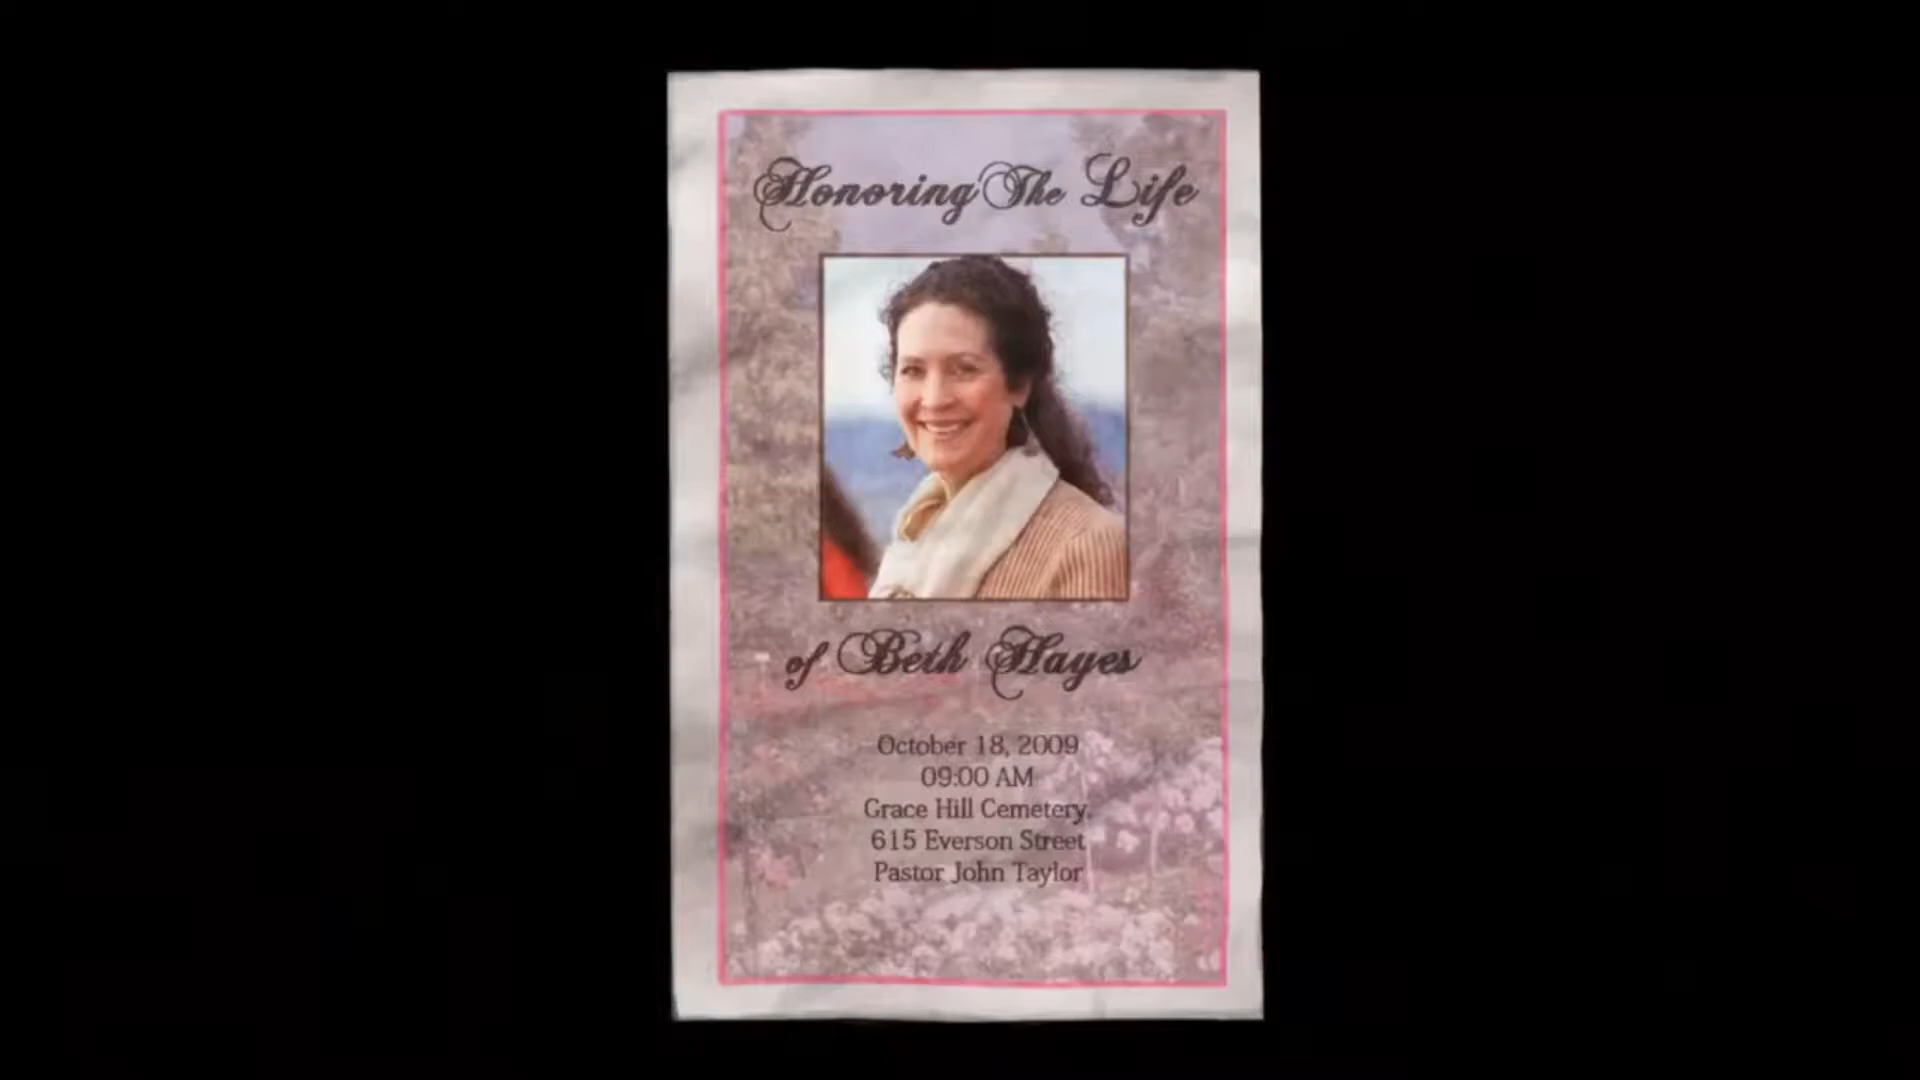 Honoring The Life
of Beth Hayes
October 18, 2009
09:00 AM
Grace Hill Cemetery,
615 Everson Street
Pastor John Taylor